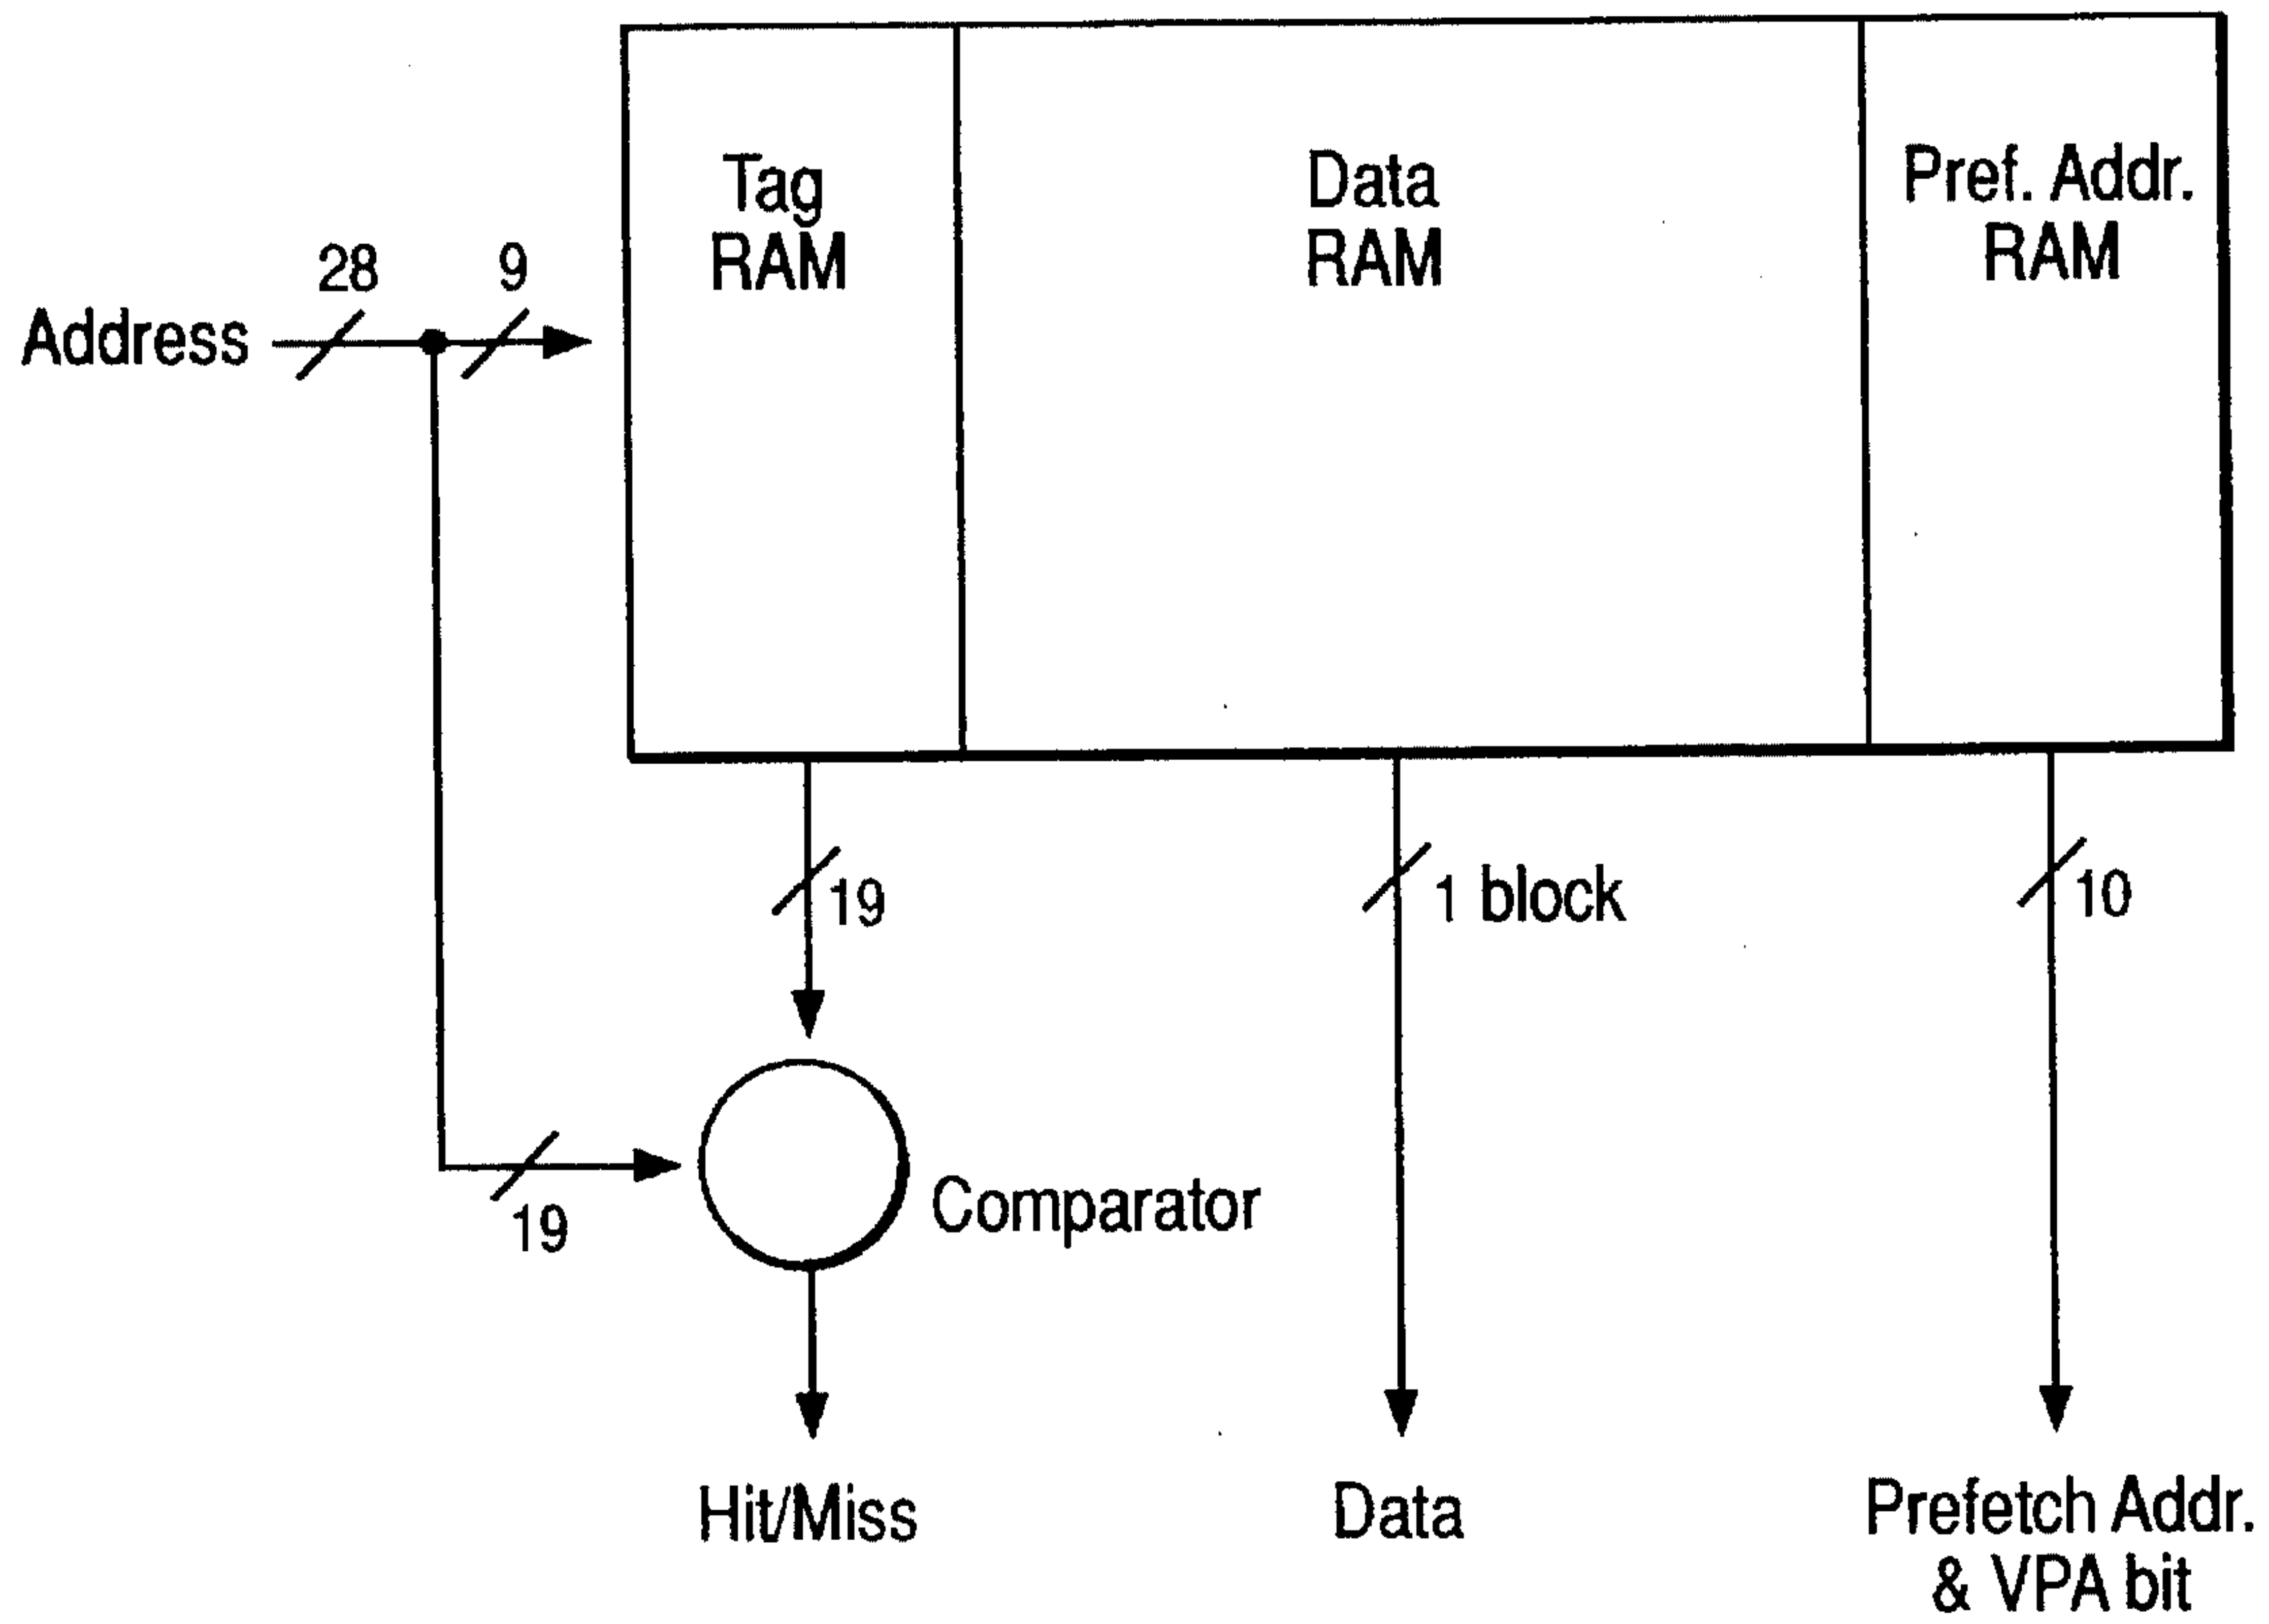 Tag
RAM
Data
RAM
Pref. Addr.
RAM
28
9
Address
19
1 block
10
19
Comparator
Hit/Miss
Data
Prefetch Addr.
& VPA bit